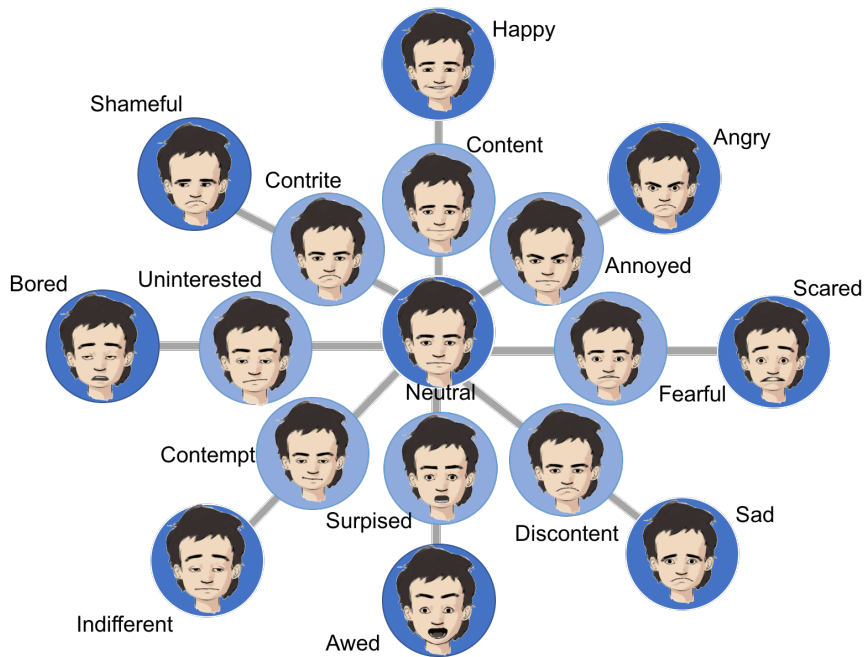 Happy
Shameful
Content
Angry
Contrite
Bored
Uninterested
Annoyed
Scared
Neutral
Fearful
Contempt
Surpised
Discontent
Sad
Indifferent
Awed